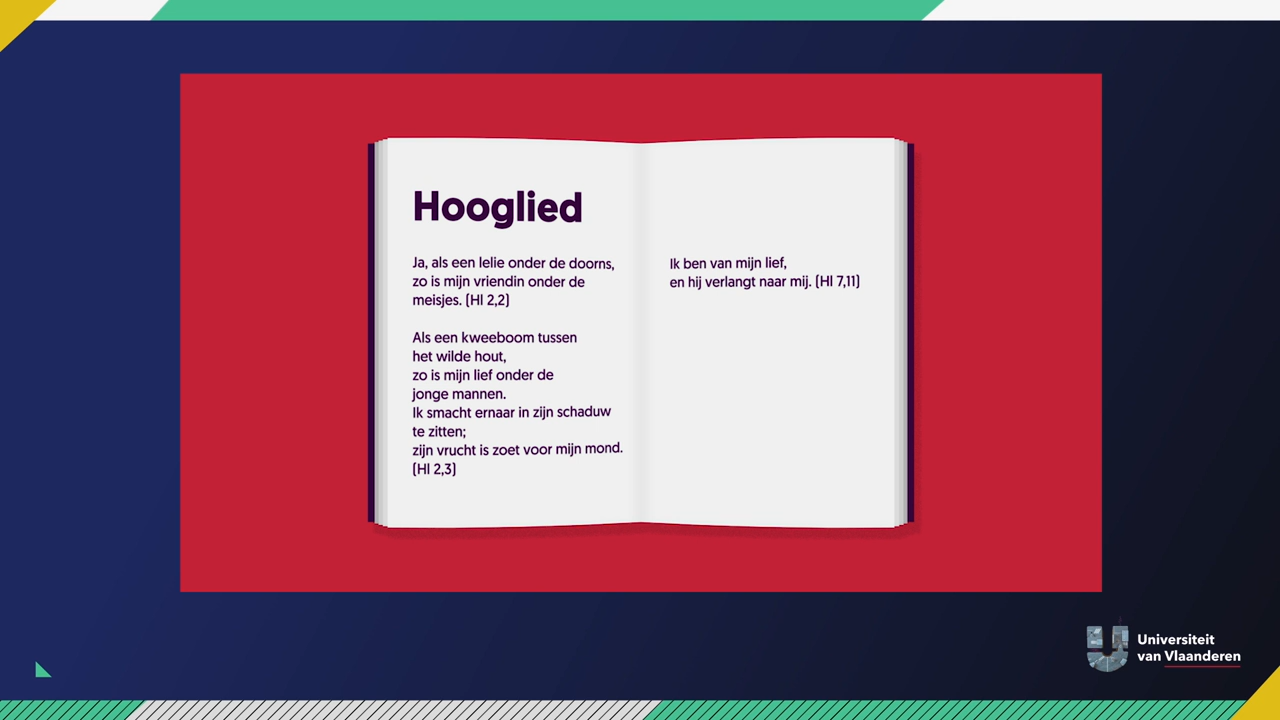 Hooglied
Ja, als een lelie onder de doorns,
zo is mijn vriendin onder de
meisjes. (Hl 2,2)
Als een kweeboom tussen
het wilde hout,
zo is mijn lief onder de
jonge mannen.
Ik smacht ernaar in zijn schaduw
te zitten;
zijn vrucht is zoet voor mijn mond.
(Hl 2,3)
Ik ben van mijn lief,
en hij verlangt naar mij. (Hl 7,11)
Universiteit
van Vlaanderen